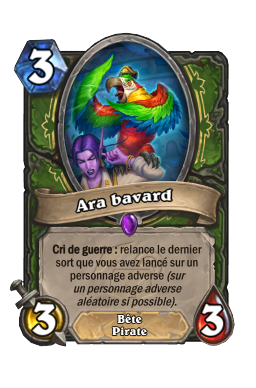 3
Ara bavard
Cri de guerre : relance le dernier
sort que vous avez lancé sur un
personnage adverse (sur
un personnage adverse
aléatoire si possible).
3
Bête
Pirate
3